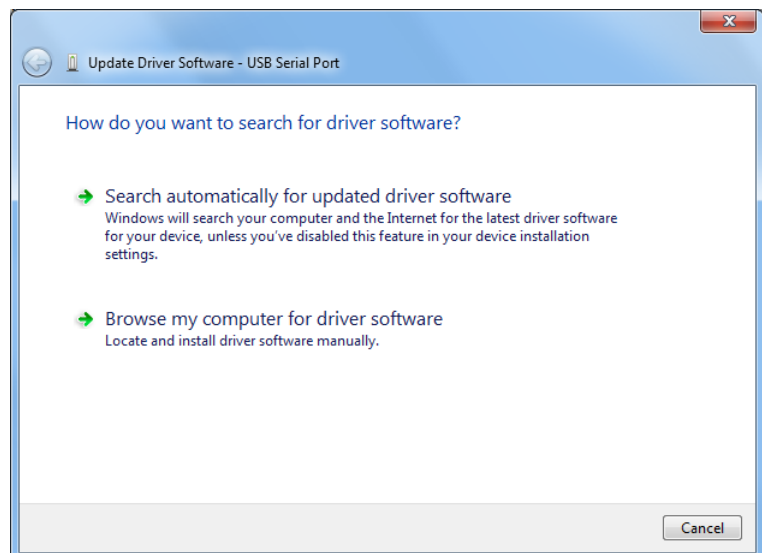 Update Driver Software - USB Serial Port
How do you want to search for driver software?
Search automatically for updated driver software
Windows will search your computer and the Internet for the latest driver software
for your device, unless you've disabled this feature in your device installation
settings.
Browse my computer for driver software
Locate and install driver software manually.
Cancel